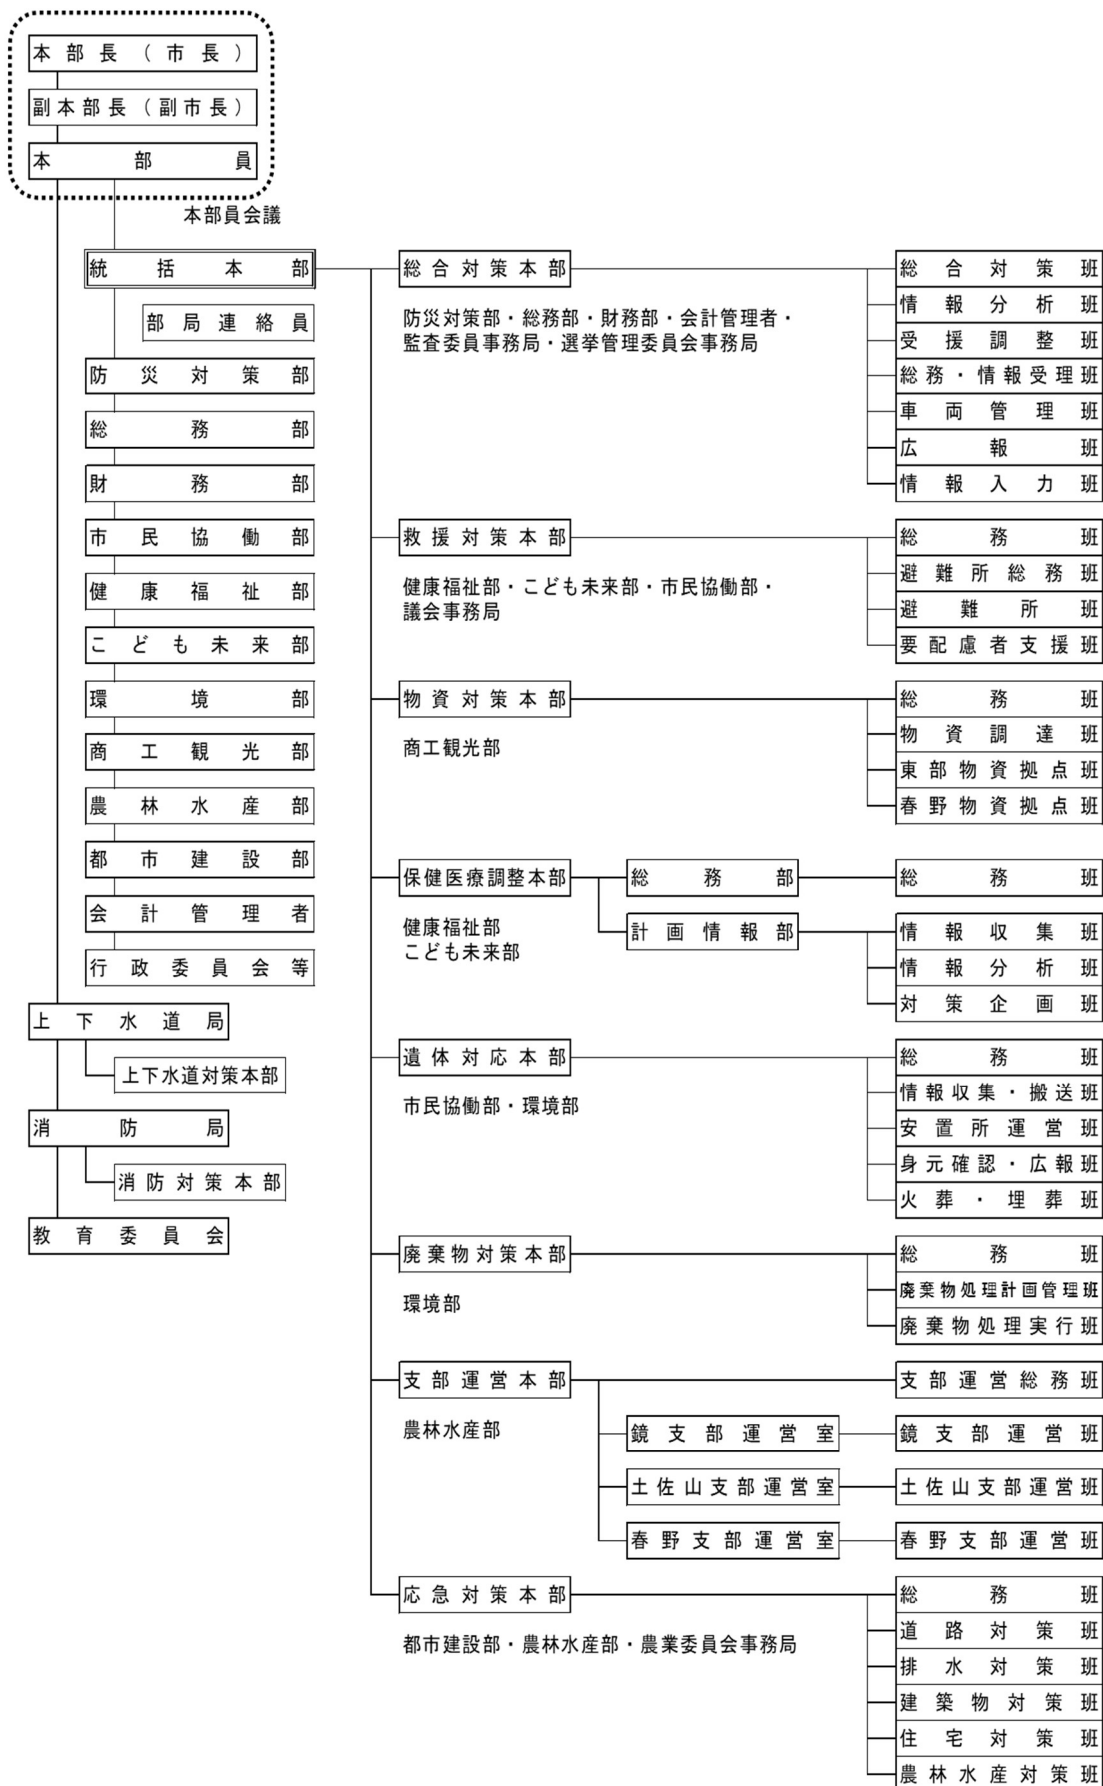 本部長（市長）
副本部長（副市長）
本部員
本部員会議
統括本部
部局連絡員
防災対策部
総務部
財務部
市民協働部
健康福祉部
こども未来部
環境部
商工観光部
農林水産部
都市建設部
会計管理者
行政委員会等
上下水道局
上下水道対策本部
消防局
消防対策本部
教育委員会
総合対策本部
防災対策部・総務部・財務部・会計管理者・
監査委員事務局・選挙管理委員会事務局
総合対策班
情報分析班
受援調整班
総務・情報受理班
車両管理班
広報班
情報入力班
救援対策本部
健康福祉部・こども未来部・市民協働部・
議会事務局
総務班
避難所総務班
避難所班
要配慮者支援班
物資対策本部
商工観光部
総務班
物資調達班
東部物資拠点班
春野物資拠点班
保健医療調整本部
健康福祉部
こども未来部
総務部
総務班
計画情報部
情報収集班
情報分析班
対策企画班
遺体対応本部
市民協働部・環境部
総務班
情報収集・搬送班
安置所運営班
身元確認・広報班
火葬・埋葬班
廃棄物対策本部
環境部
総務班
廃棄物処理計画管理班
廃棄物処理実行班
支部運営本部
農林水産部
支部運営総務班
鏡支部運営室
鏡支部運営班
土佐山支部運営室
土佐山支部運営班
春野支部運営室
春野支部運営班
応急対策本部
都市建設部・農林水産部・農業委員会事務局
総務班
道路対策班
排水対策班
建築物対策班
住宅対策班
農林水産対策班